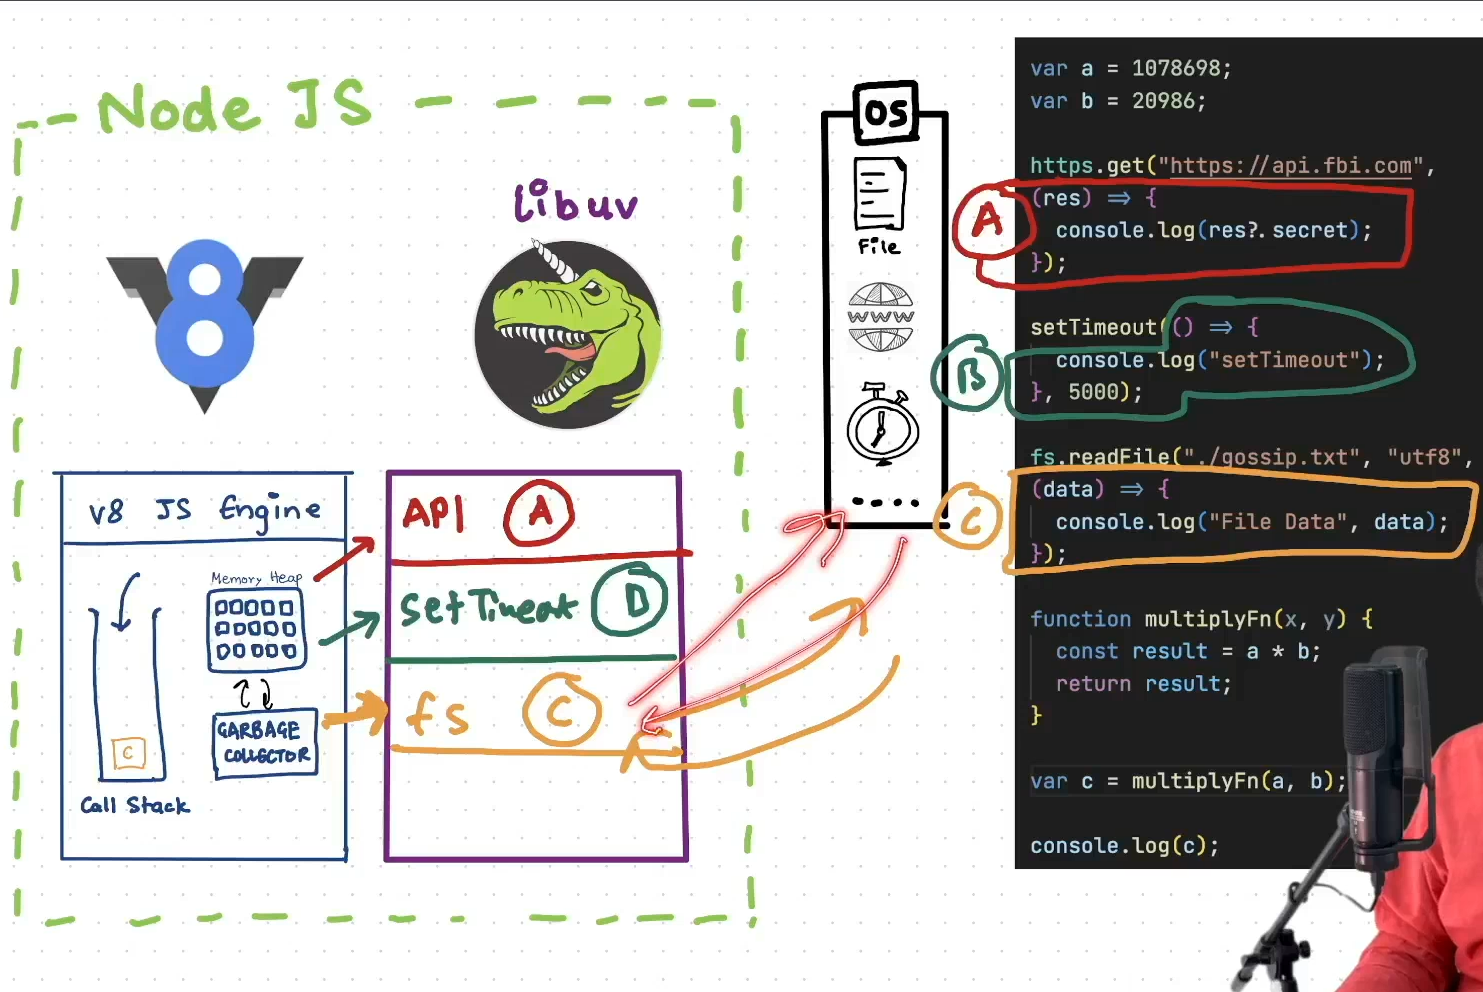 Node JS
libuv
8
V8 JS Engine
Memory Heap
GARBAGE
COLLECTOR
C
Call Stack
API A
SetTimeout B
fs C
OS
File
WWW
....
A
B
C
var a = 1078698;
var b = 20986;
https.get("https://api.fbi.com",
(res) => {
console.log(res?.secret);
});
setTimeout(() => {
console.log("setTimeout");
}, 5000);
fs.readFile("./gossip.txt", "utf8",
(data) => {
console.log("File Data", data);
});
function multiplyFn(x, y) {
const result = a * b;
return result;
}
var c = multiplyFn(a, b);
console.log(c);